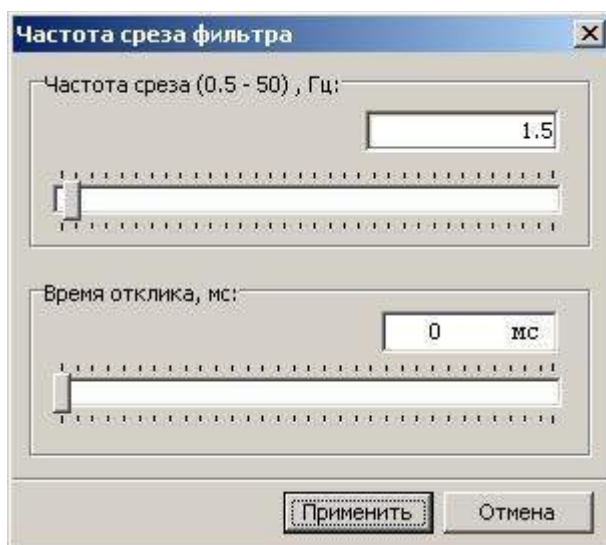 Частота среза фильтра
Частота среза (0.5 - 50) , Гц:
1.5
Время отклика, мс:
0 мс
Применить Отмена